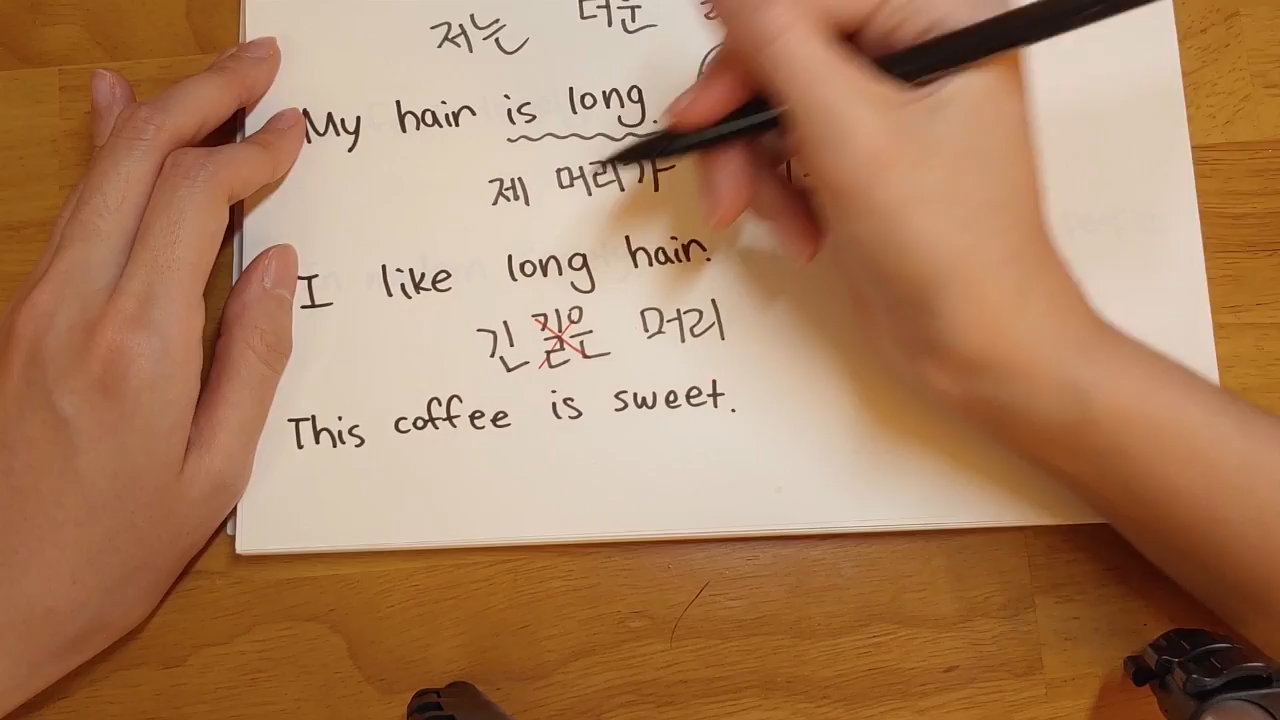 저는 더운
My hair is long.
제 머리가
I like long hair.
긴 길은 머리
This coffee is sweet.